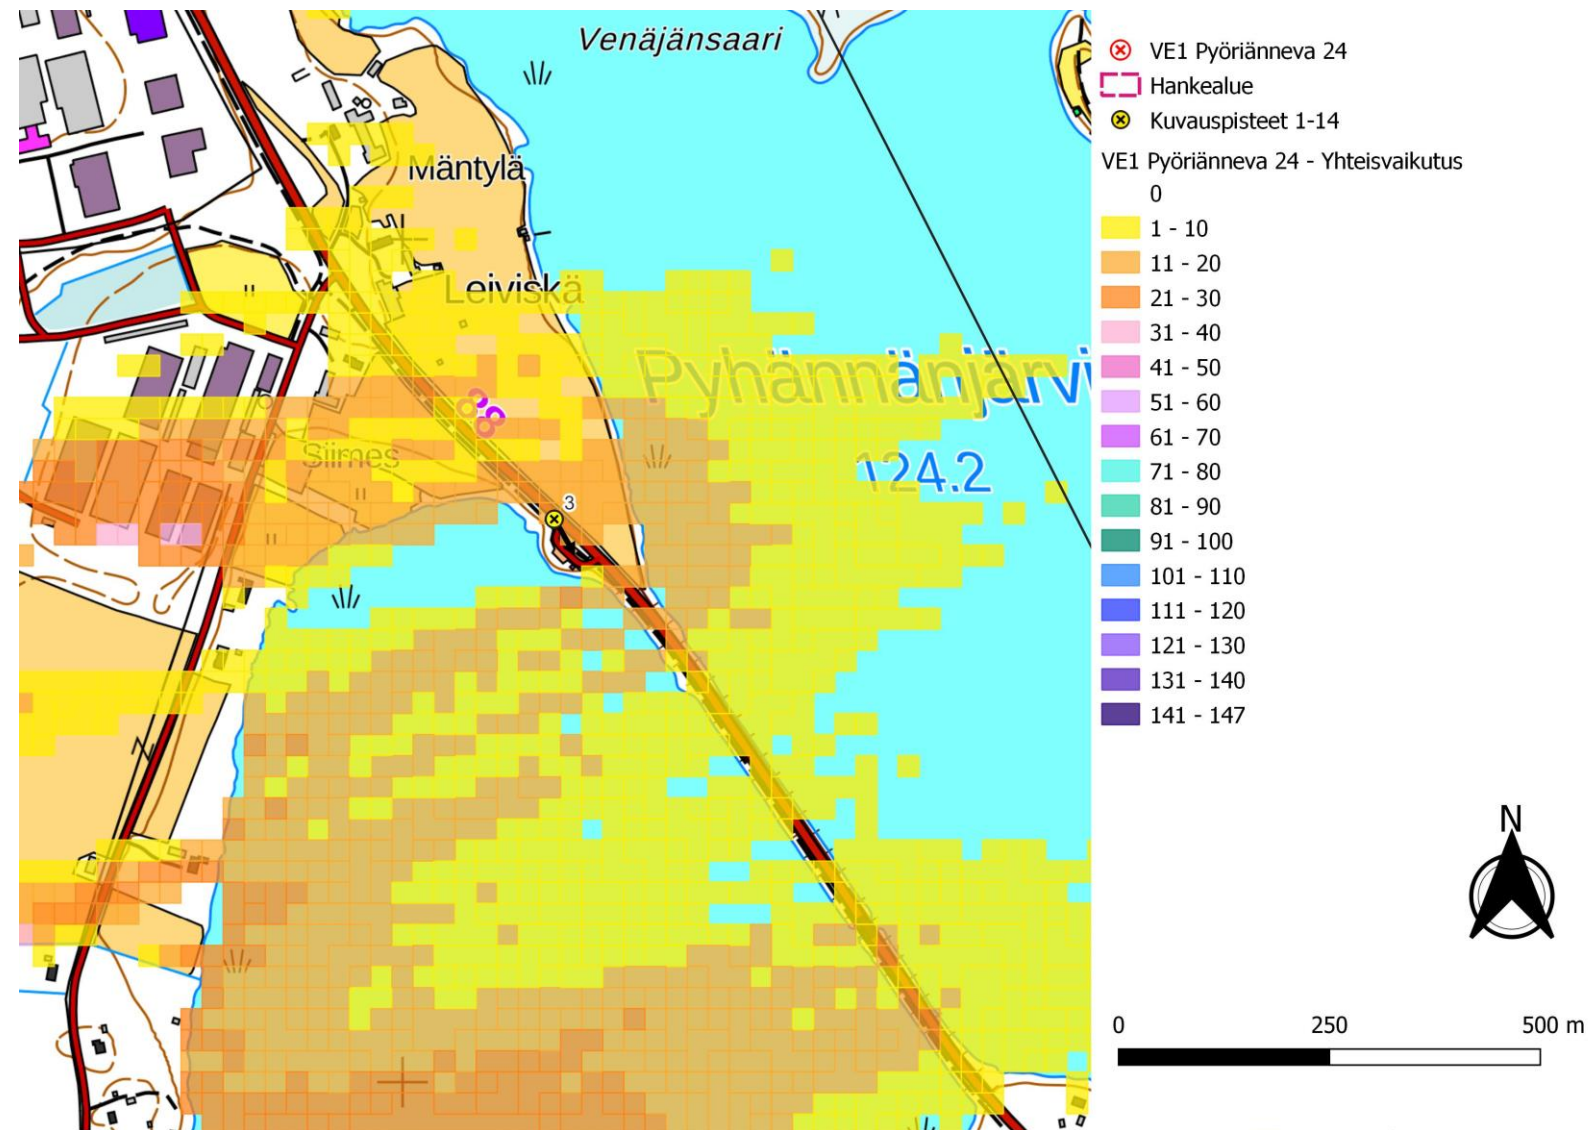 Venäjänsaari
Mäntylä
Leiviskä
Pyhännänjärvi
124.2
Siimes
3
VE1 Pyöriänneva 24
Hankealue
Kuvauspisteet 1-14
VE1 Pyöriänneva 24 - Yhteisvaikutus
0
1 - 10
11 - 20
21 - 30
31 - 40
41 - 50
51 - 60
61 - 70
71 - 80
81 - 90
91 - 100
101 - 110
111 - 120
121 - 130
131 - 140
141 - 147
N
0 250 500 m